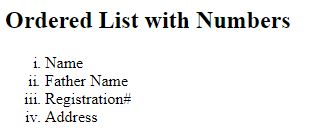 Ordered List with Numbers
i. Name
ii. Father Name
iii. Registration#
iv. Address